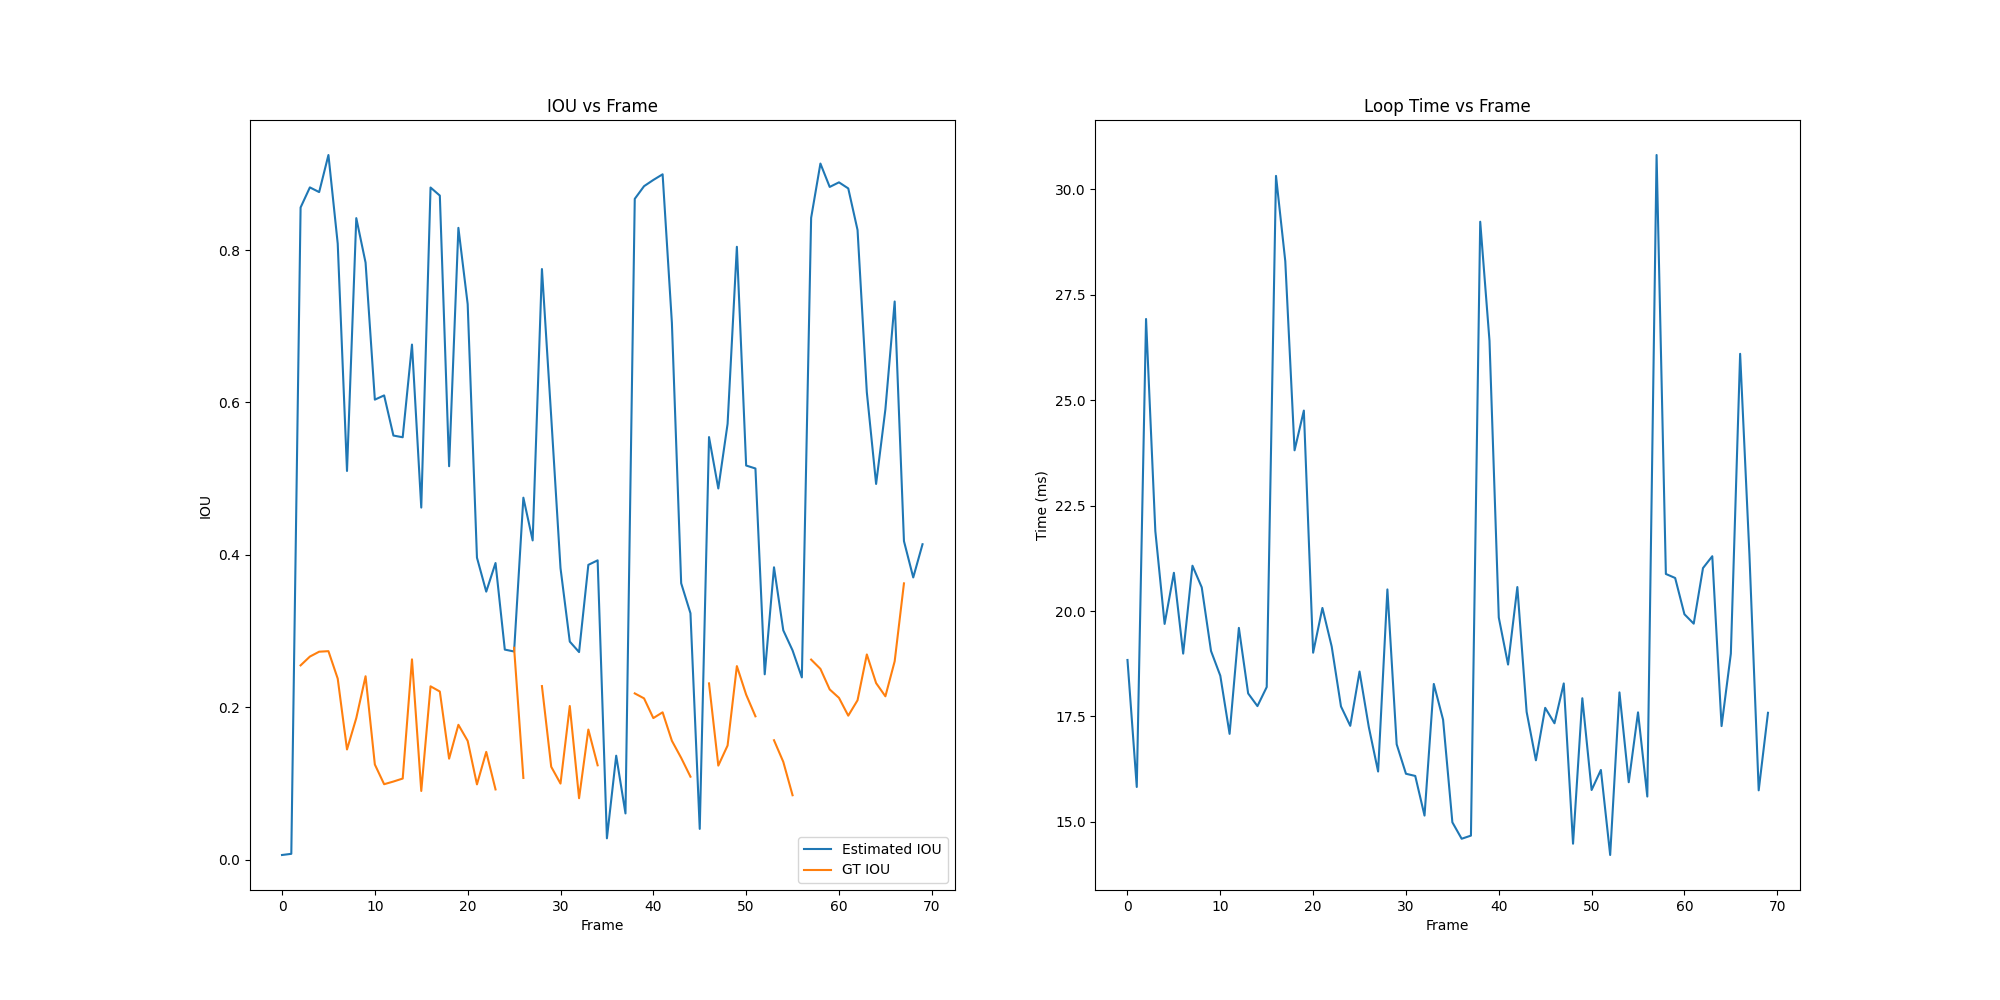 IOU vs Frame
IOU
0.8
0.6
0.4
0.2
0.0
0 10 20 30 40 50 60 70
Frame
Estimated IOU
GT IOU
Loop Time vs Frame
Time (ms)
30.0
27.5
25.0
22.5
20.0
17.5
15.0
0 10 20 30 40 50 60 70
Frame